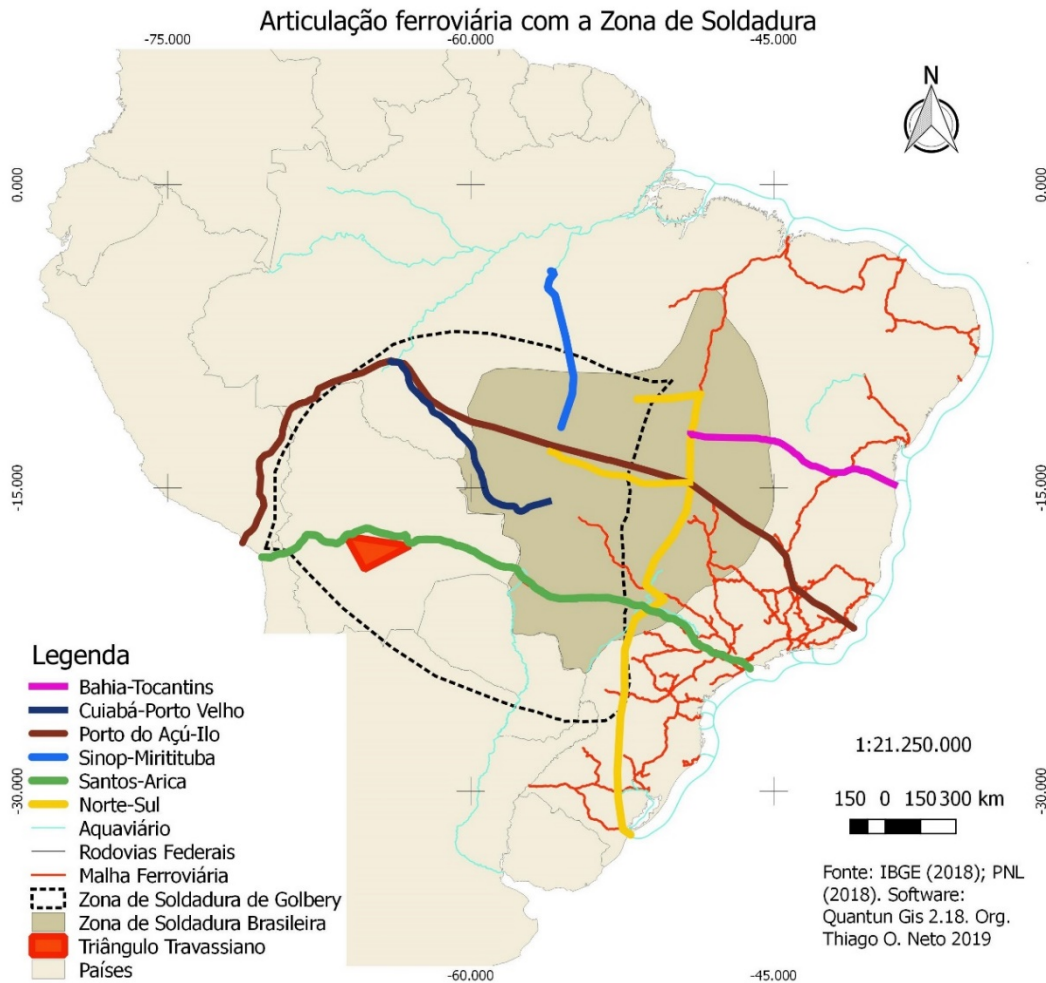 Articulação ferroviária com a Zona de Soldadura
-75.000 -60.000 -45.000
N
0.000 0.000
-15.000 -15.000
-30.000 -30.000
Legenda
Bahia-Tocantins
Cuiabá-Porto Velho
Porto do Açú-Ilo
Sinop-Miritituba
Santos-Arica
Norte-Sul
Aquaviário
Rodovias Federais
Malha Ferroviária
Zona de Soldadura de Golbery
Zona de Soldadura Brasileira
Triângulo Travassiano
Países
1:21.250.000
150 0 150 300 km
Fonte: IBGE (2018); PNL
(2018). Software:
Quantun Gis 2.18. Org.
Thiago O. Neto 2019
-60.000 -45.000